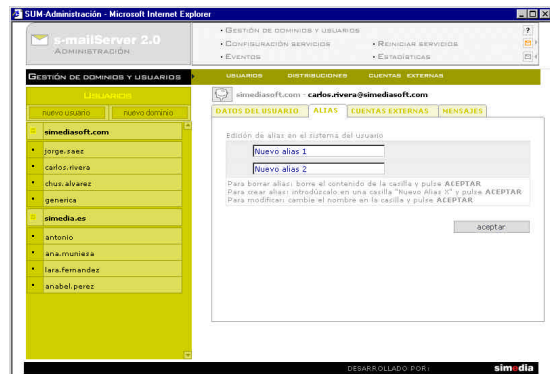 SUM-Administración - Microsoft Internet Explorer
s-mailServer 2.0
ADMINISTRACIÓN
• GESTIÓN DE DOMINIOS Y USUARIOS
• CONFIGURACIÓN SERVICIOS
• REINICIAR SERVICIOS
• EVENTOS
• ESTADÍSTICAS
?
GESTIÓN DE DOMINIOS Y USUARIOS
USUARIOS DISTRIBUCIONES CUENTAS EXTERNAS
USUARIOS
nuevo usuario nuevo dominio
simediasoft.com
jorge.saez
carlos.rivera
chus.alvarez
generica
simedia.es
antonio
ana.muniesa
lara.fernandez
anabel.perez
simediasoft.com - carlos.rivera@simediasoft.com
DATOS DEL USUARIO ALIAS CUENTAS EXTERNAS MENSAJES
Edición de alias en el sistema del usuario
Nuevo alias 1
Nuevo alias 2
Para borrar alias: borre el contenido de la casilla y pulse ACEPTAR
Para crear alias: introdúzcalo en una casilla "Nuevo Alias X" y pulse ACEPTAR
Para modificar: cambie el nombre en la casilla y pulse ACEPTAR
aceptar
DESARROLLADO POR: simedia